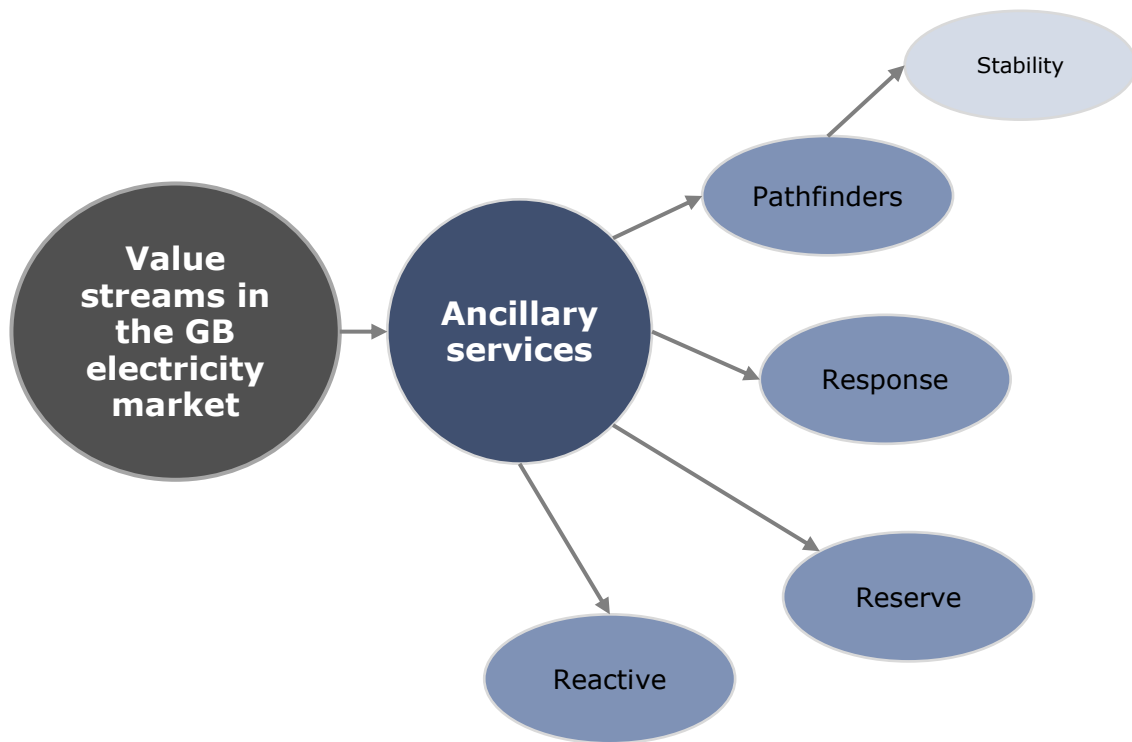 Value
streams in
the GB
electricity
market
Ancillary
services
Stability
Pathfinders
Response
Reserve
Reactive